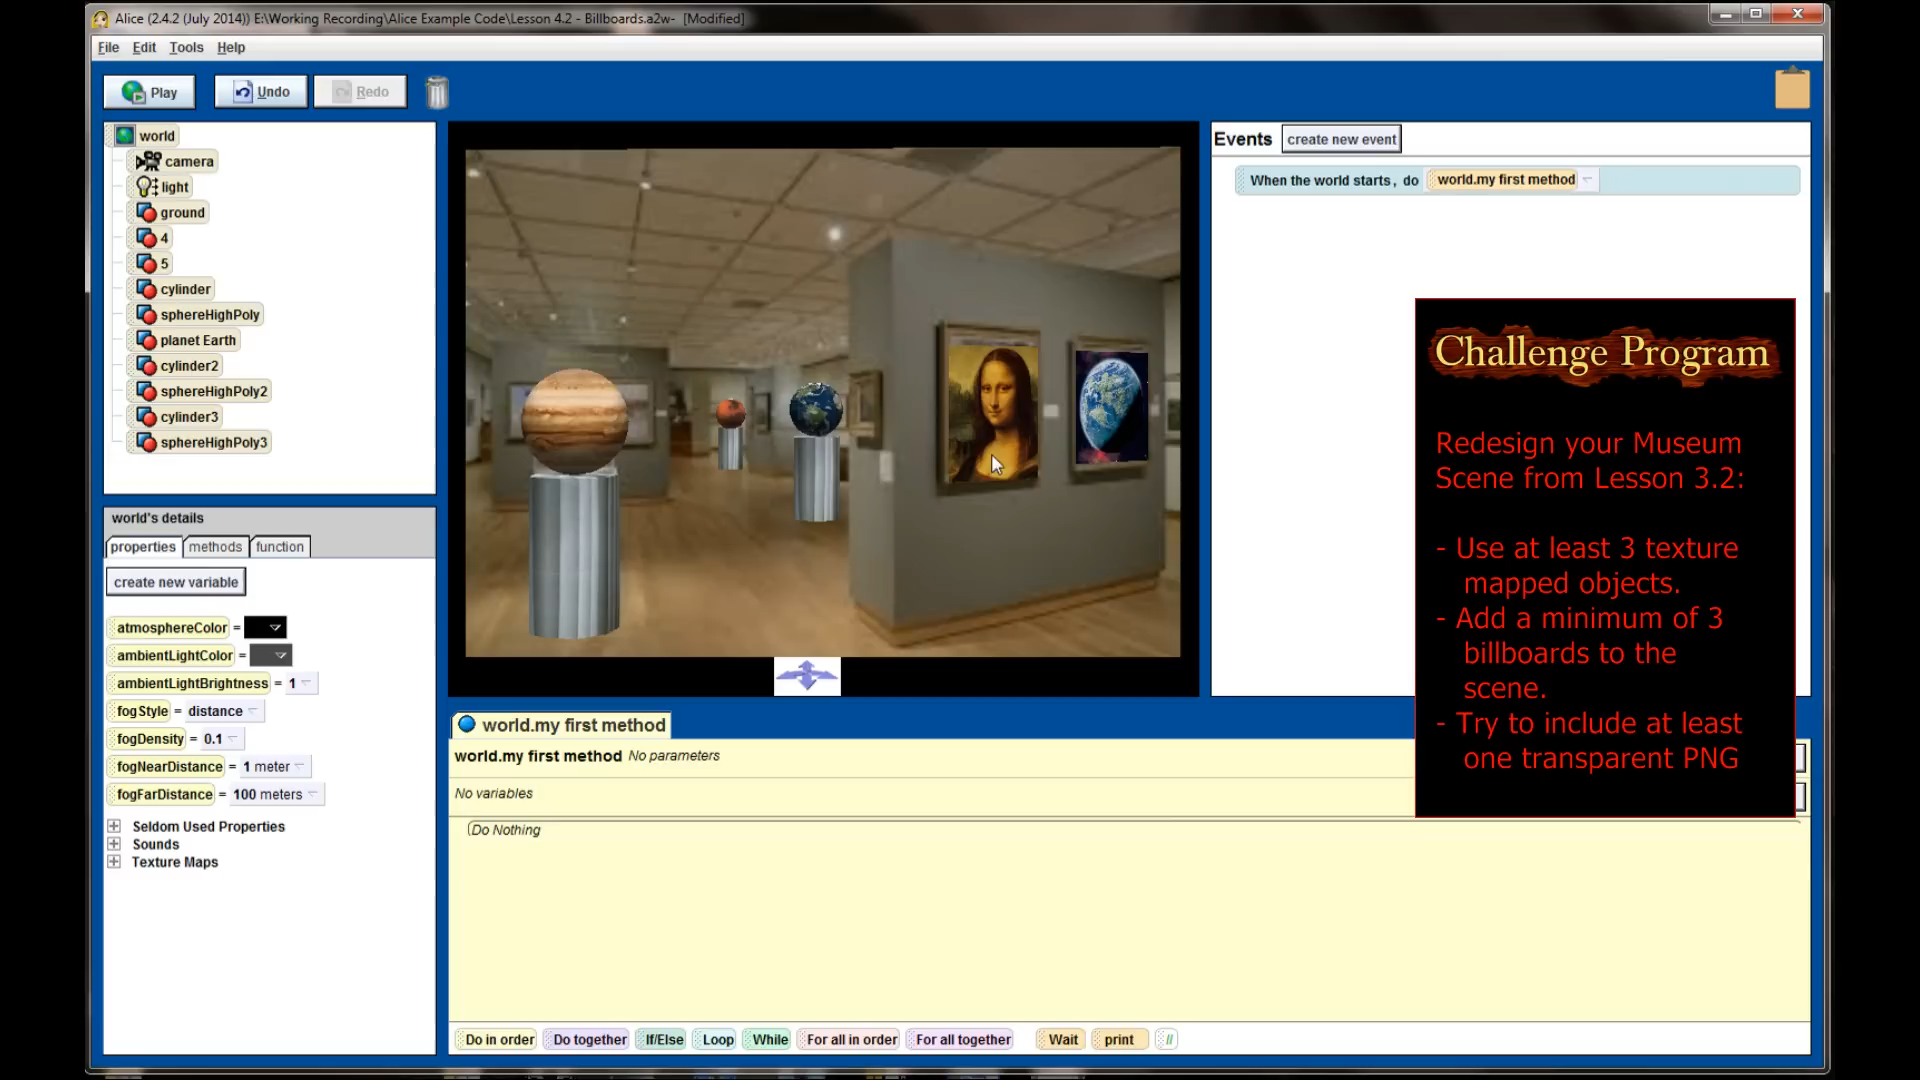 Alice (2.4.2 (July 2014)) E:\Working Recording\Alice Example Code\Lesson 4.2 - Billboards.a2w- [Modified]
File Edit Tools Help
Play Undo Redo
world
camera
light
ground
4
5
cylinder
sphereHighPoly
planet Earth
cylinder2
sphereHighPoly2
cylinder3
sphereHighPoly3
world's details
properties methods function
create new variable
atmosphereColor =
ambientLightColor =
ambientLightBrightness = 1
fogStyle = distance
fogDensity = 0.1
fogNearDistance = 1 meter
fogFarDistance = 100 meters
Seldom Used Properties
Sounds
Texture Maps
Events create new event
When the world starts, do world.my first method
Challenge Program
Redesign your Museum
Scene from Lesson 3.2:
- Use at least 3 texture
mapped objects.
- Add a minimum of 3
billboards to the
scene.
- Try to include at least
one transparent PNG
world.my first method
world.my first method No parameters
No variables
Do Nothing
Do in order Do together If/Else Loop While For all in order For all together Wait print //